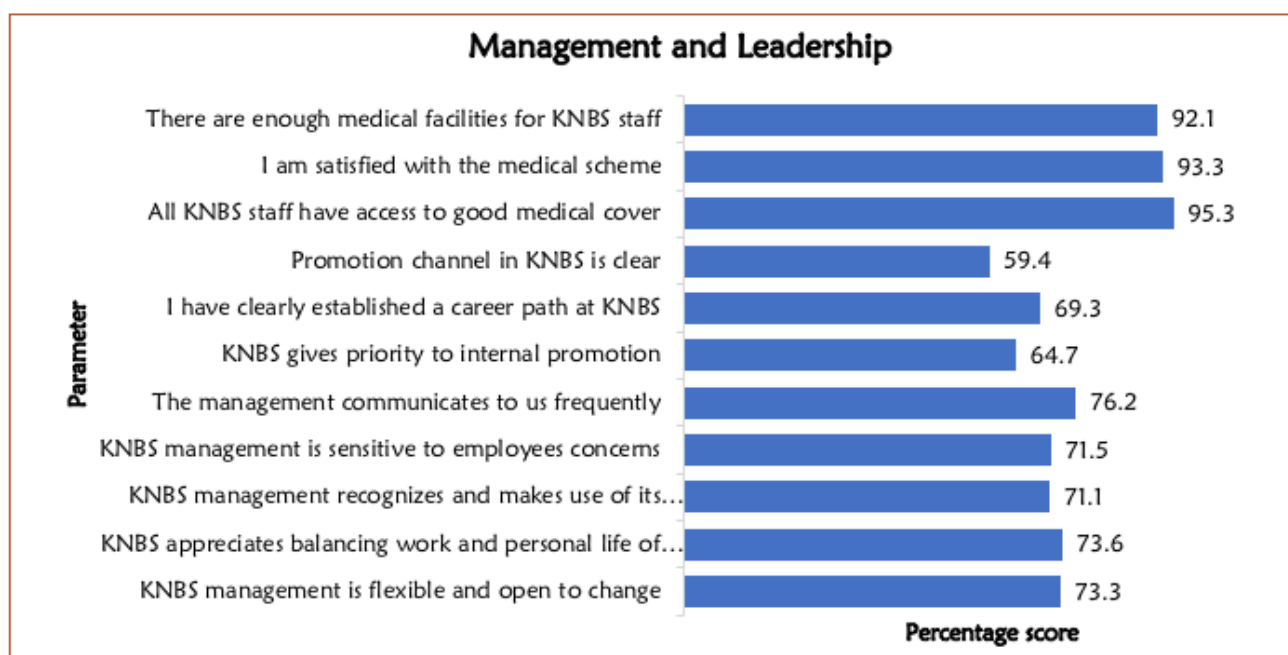 Management and Leadership
There are enough medical facilities for KNBS staff 92.1
I am satisfied with the medical scheme 93.3
All KNBS staff have access to good medical cover 95.3
Promotion channel in KNBS is clear 59.4
I have clearly established a career path at KNBS 69.3
KNBS gives priority to internal promotion 64.7
The management communicates to us frequently 76.2
KNBS management is sensitive to employees concerns 71.5
KNBS management recognizes and makes use of its... 71.1
KNBS appreciates balancing work and personal life of... 73.6
KNBS management is flexible and open to change 73.3
Parameter
Percentage score